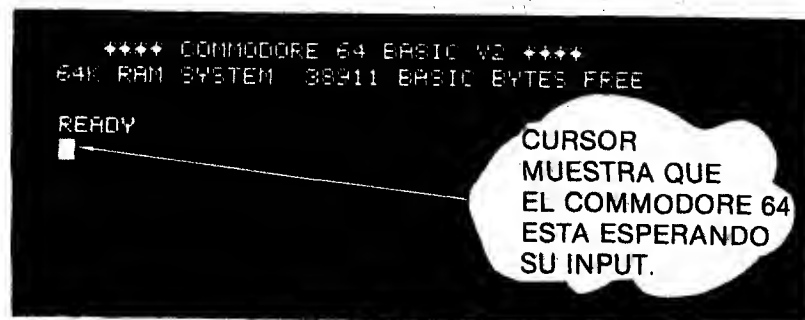 **** COMMODORE 64 BASIC V2 ****
64K RAM SYSTEM 38911 BASIC BYTES FREE
READY
CURSOR
MUESTRA QUE
EL COMMODORE 64
ESTA ESPERANDO
SU INPUT.